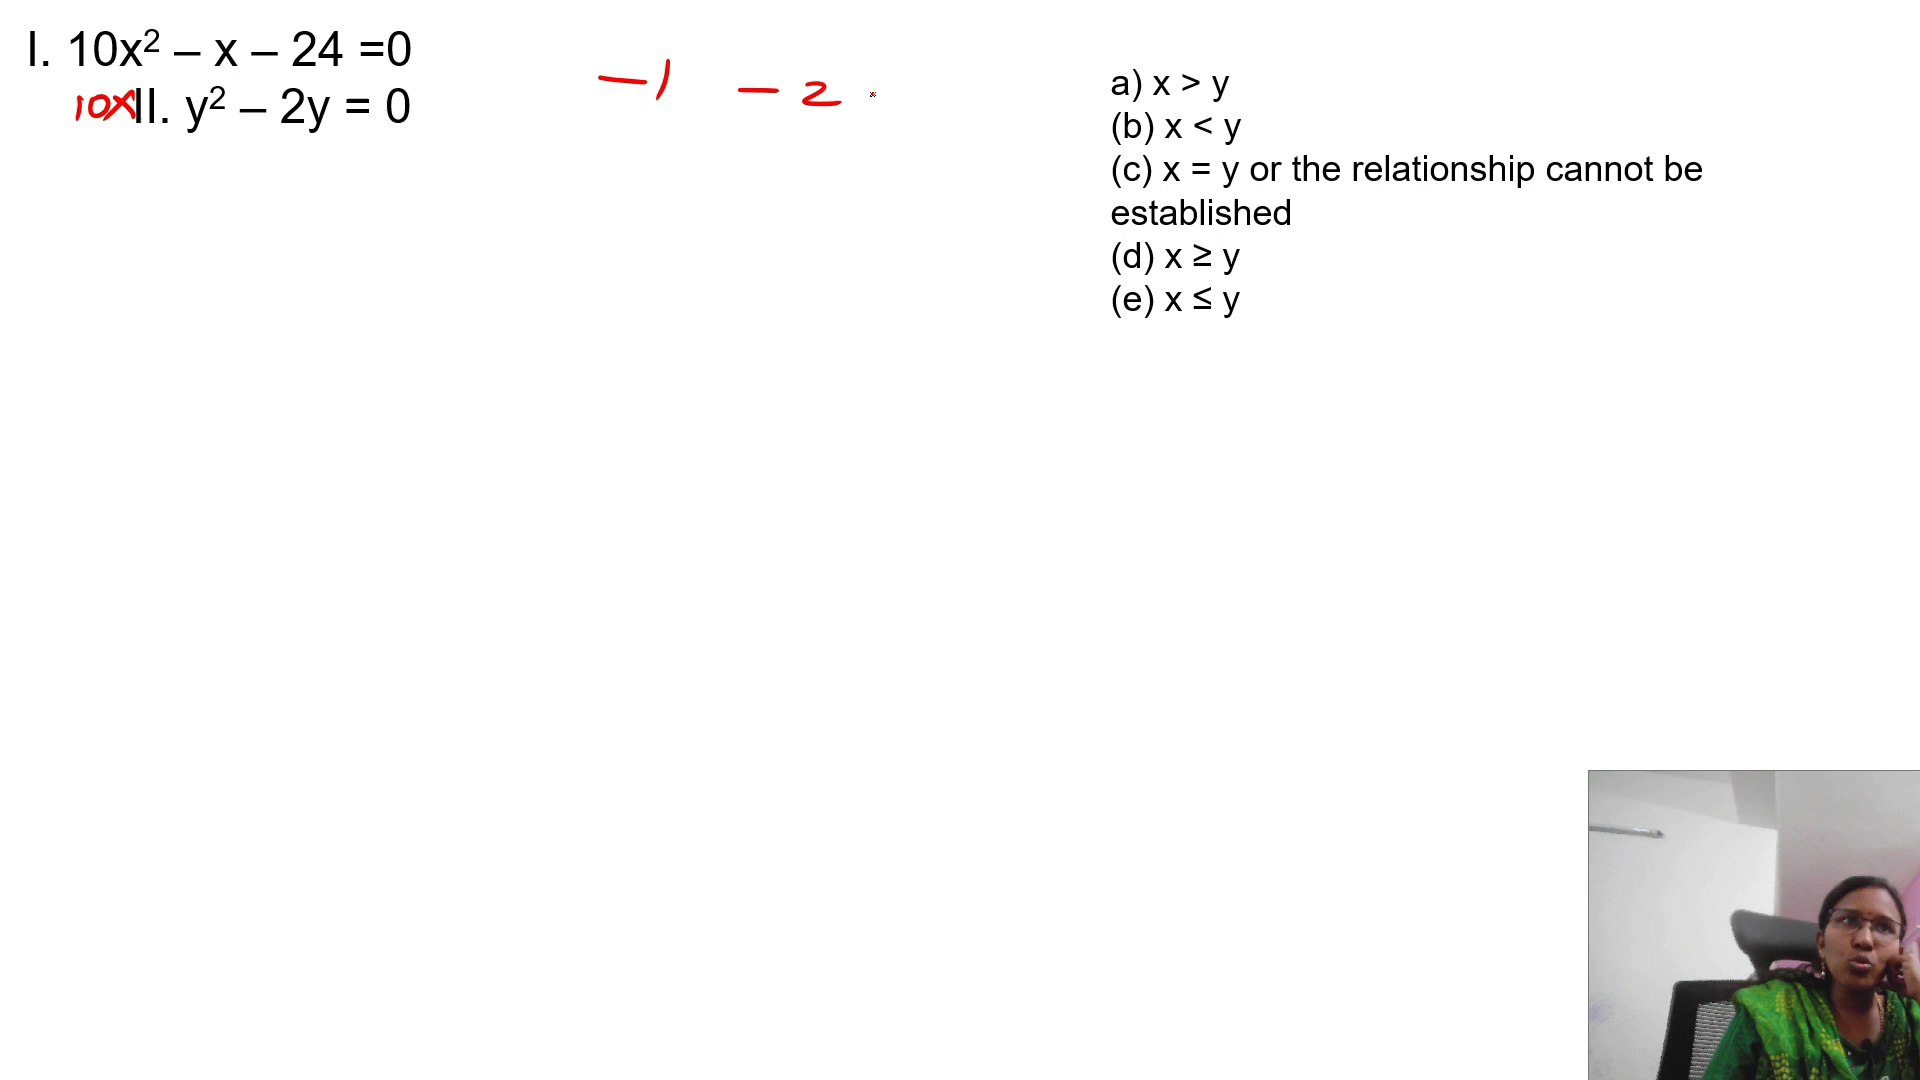 I. 10x² – x – 24 =0
10x II. y² – 2y = 0
–1 – 2
a) x > y
(b) x < y
(c) x = y or the relationship cannot be
established
(d) x ≥ y
(e) x ≤ y